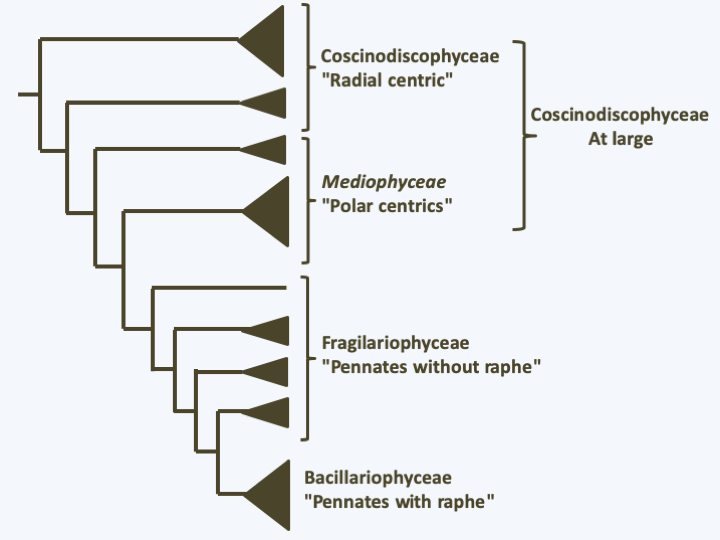 Coscinodiscophyceae
"Radial centric"
Coscinodiscophyceae
At large
Mediophyceae
"Polar centrics"
Fragilariophyceae
"Pennates without raphe"
Bacillariophyceae
"Pennates with raphe"